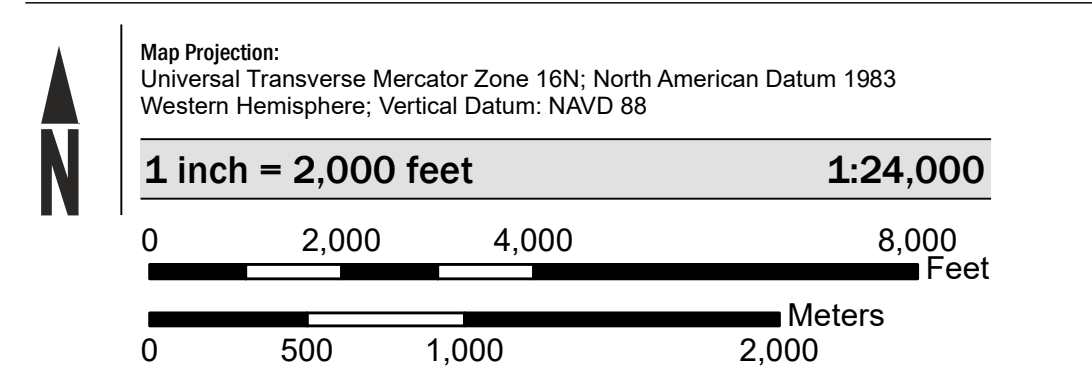 N
Map Projection:
Universal Transverse Mercator Zone 16N; North American Datum 1983
Western Hemisphere; Vertical Datum: NAVD 88
1 inch = 2,000 feet 1:24,000
0 2,000 4,000 8,000
Feet
Meters
0 500 1,000 2,000